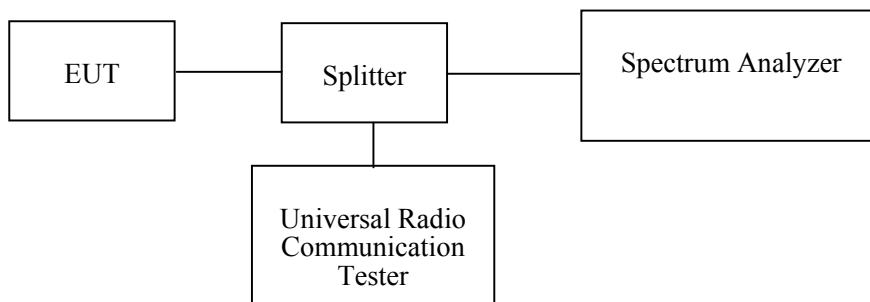 EUT
Splitter
Spectrum Analyzer
Universal Radio
Communication
Tester